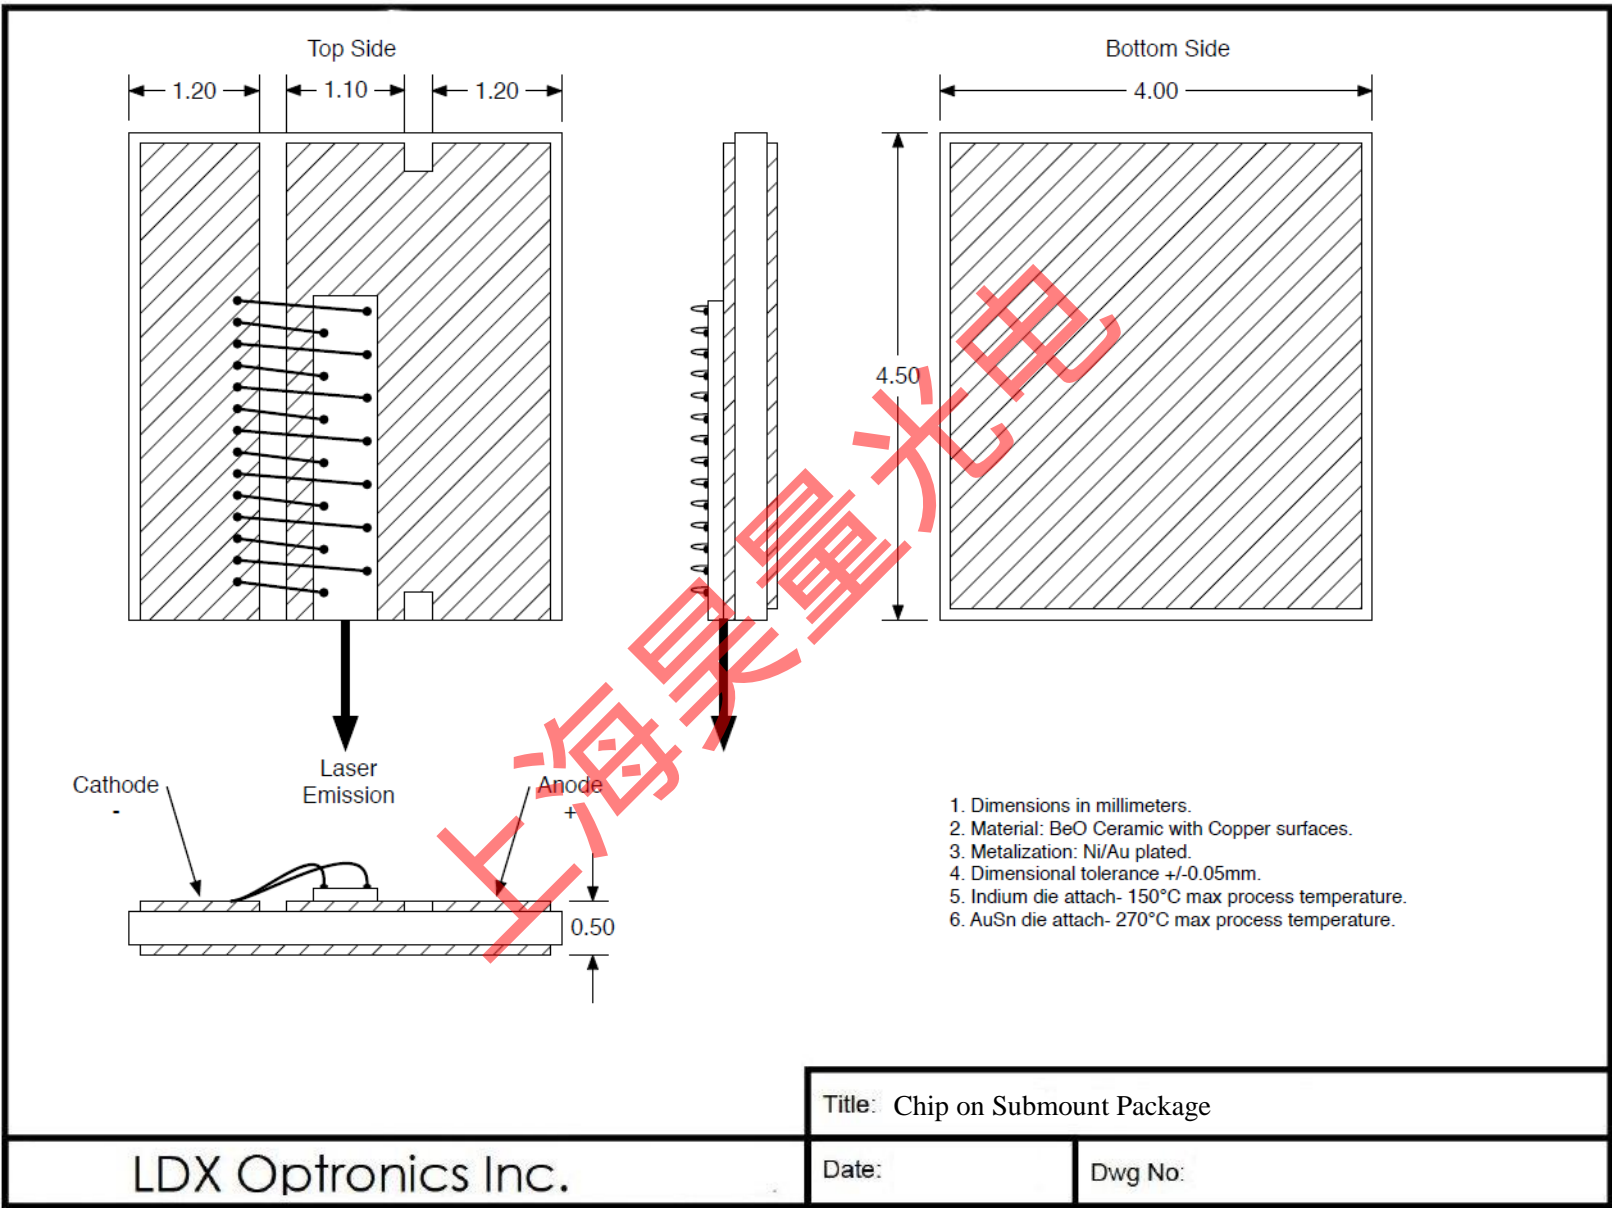 Top Side
Bottom Side
1.20
1.10
1.20
4.00
4.50
Laser
Emission
Cathode
-
Anode
+
0.50
1. Dimensions in millimeters.
2. Material: BeO Ceramic with Copper surfaces.
3. Metalization: Ni/Au plated.
4. Dimensional tolerance +/-0.05mm.
5. Indium die attach- 150°C max process temperature.
6. AuSn die attach- 270°C max process temperature.
上海昊量光电
Title: Chip on Submount Package
LDX Optronics Inc.
Date:
Dwg No: